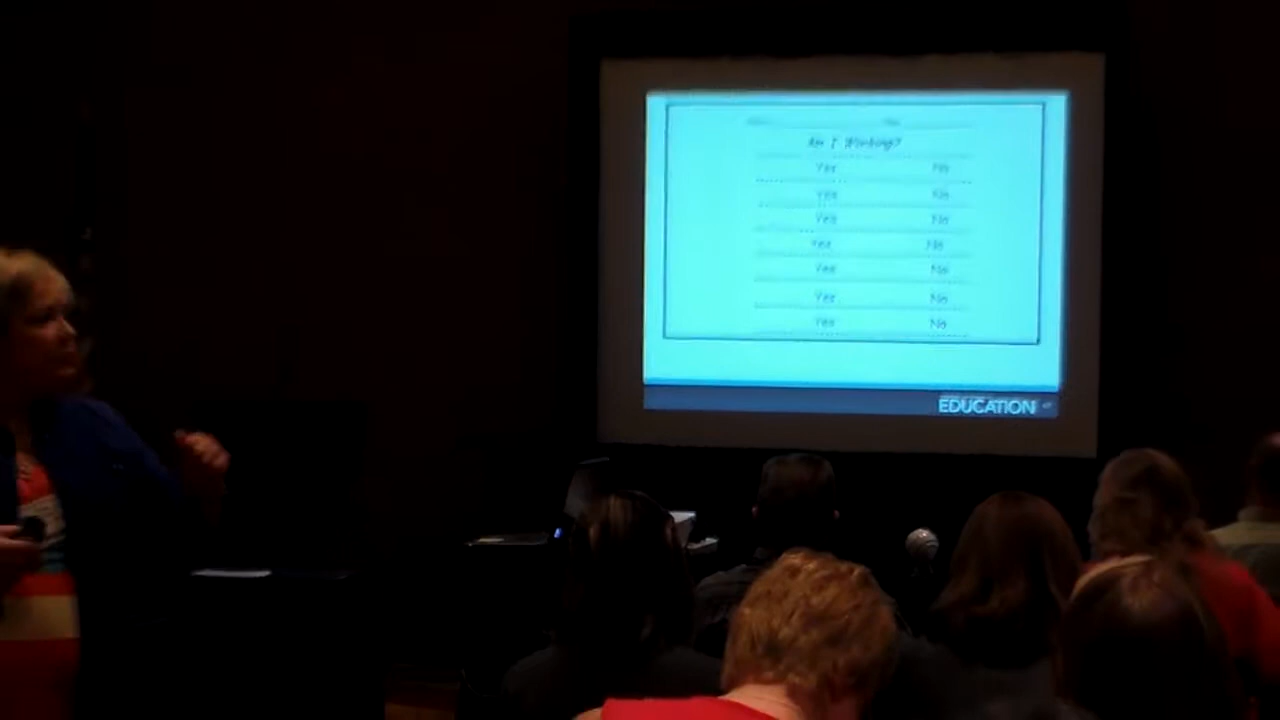 Am I Working?
Yes No
Yes No
Yes No
Yes No
Yes No
Yes No
Yes No
EDUCATION